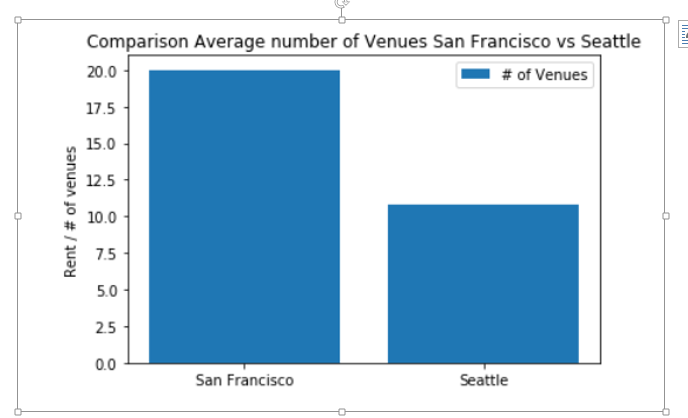 Comparison Average number of Venues San Francisco vs Seattle
# of Venues
Rent / # of venues
20.0
17.5
15.0
12.5
10.0
7.5
5.0
2.5
0.0
San Francisco
Seattle